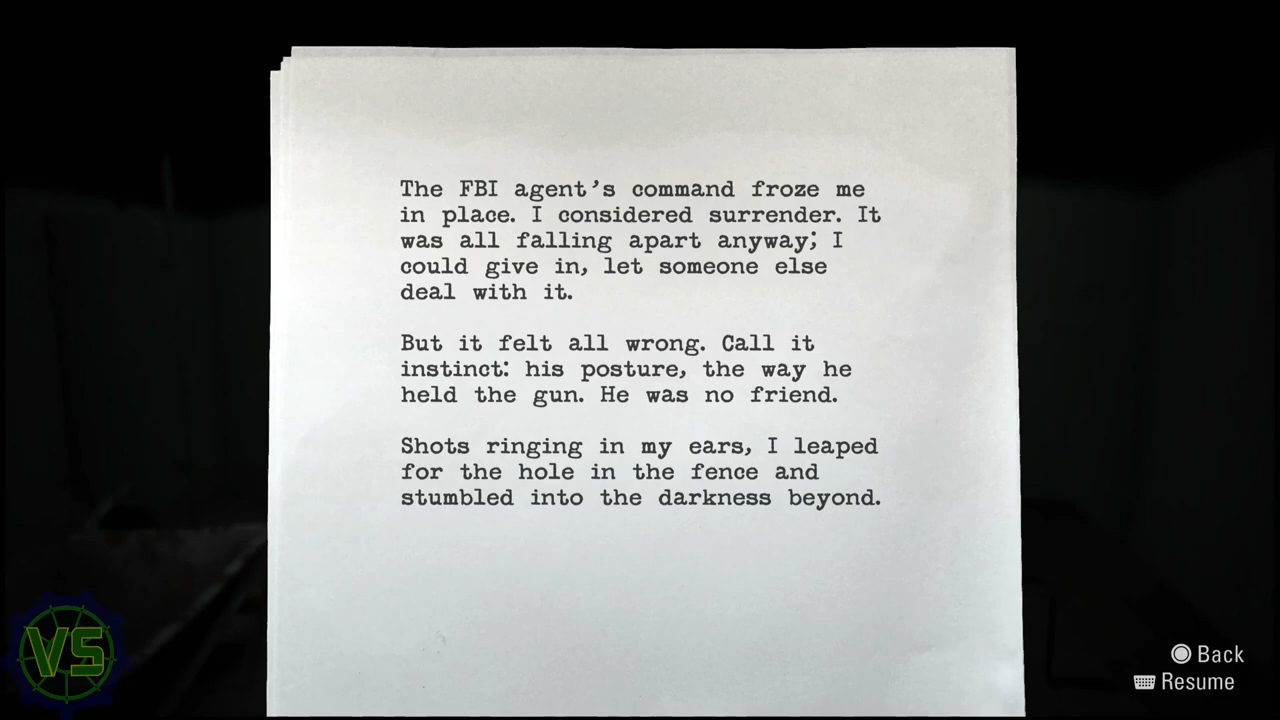 The FBI agent’s command froze me
in place. I considered surrender. It
was all falling apart anyway; I
could give in, let someone else
deal with it.
But it felt all wrong. Call it
instinct: his posture, the way he
held the gun. He was no friend.
Shots ringing in my ears, I leaped
for the hole in the fence and
stumbled into the darkness beyond.
VS
Back
Resume